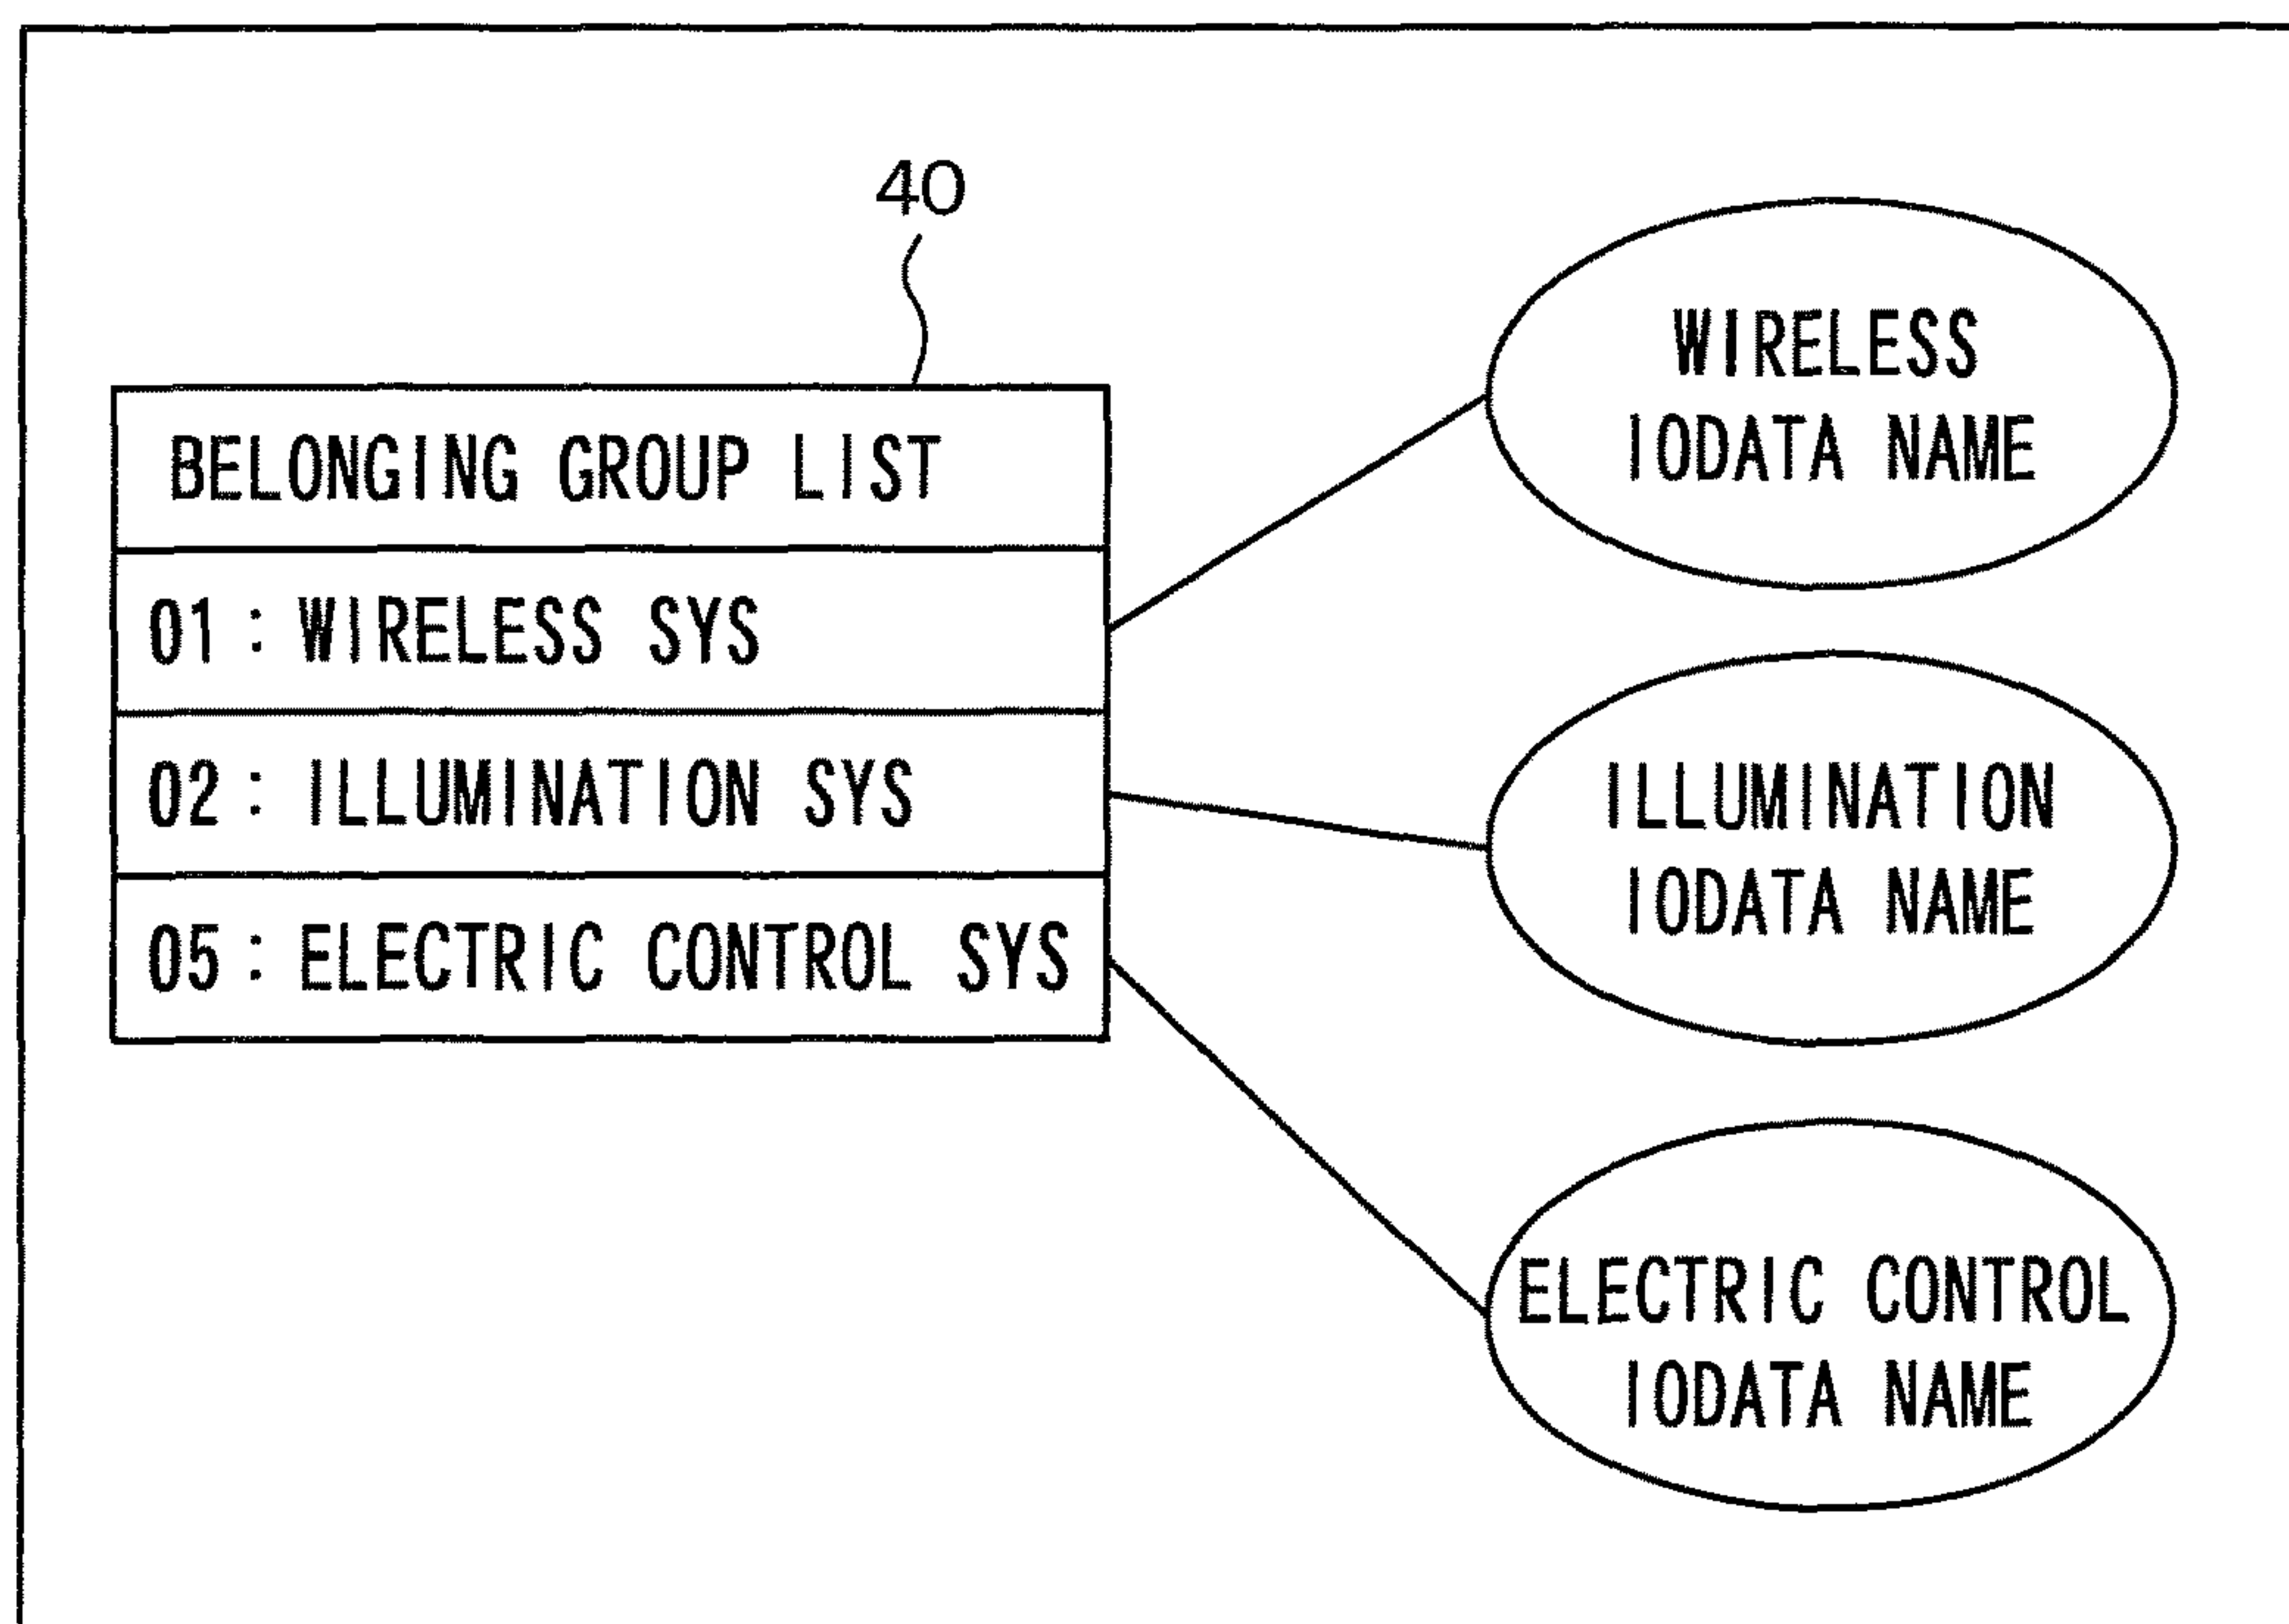 40
BELONGING GROUP LIST
01 : WIRELESS SYS
02 : ILLUMINATION SYS
05 : ELECTRIC CONTROL SYS
WIRELESS
IODATA NAME
ILLUMINATION
IODATA NAME
ELECTRIC CONTROL
IODATA NAME